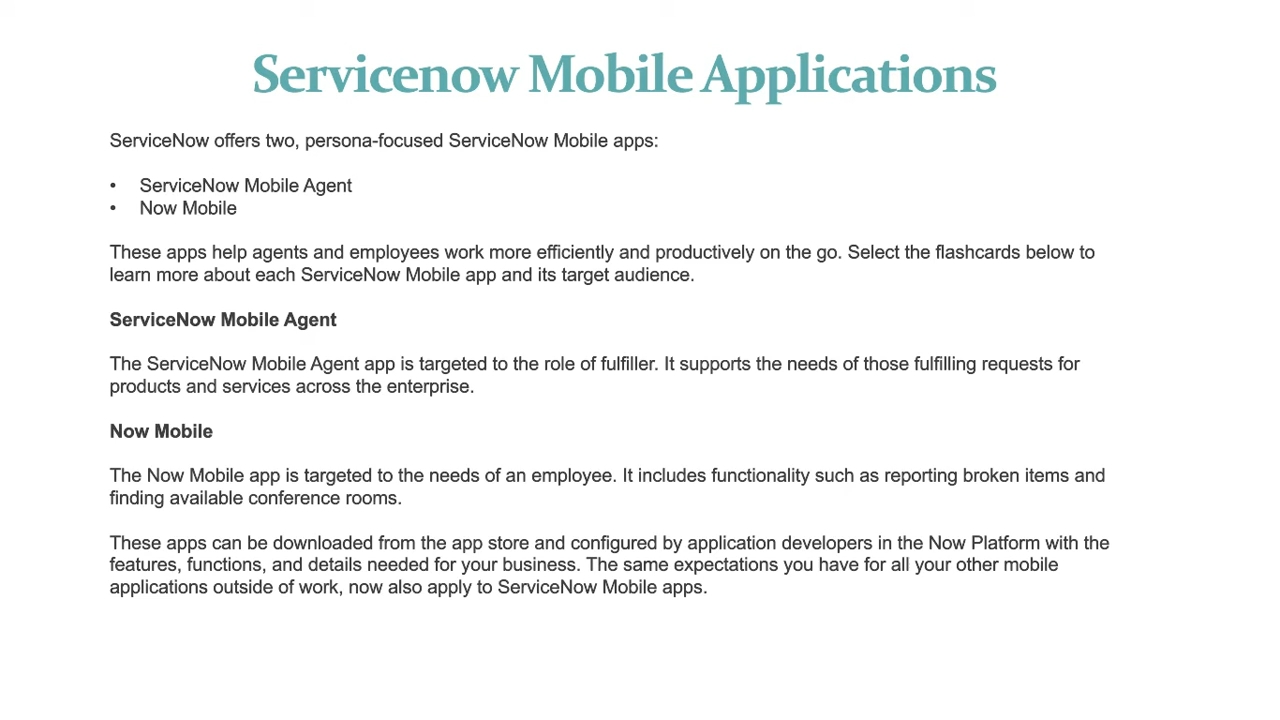 Servicenow Mobile Applications
ServiceNow offers two, persona-focused ServiceNow Mobile apps:
• ServiceNow Mobile Agent
• Now Mobile
These apps help agents and employees work more efficiently and productively on the go. Select the flashcards below to
learn more about each ServiceNow Mobile app and its target audience.
ServiceNow Mobile Agent
The ServiceNow Mobile Agent app is targeted to the role of fulfiller. It supports the needs of those fulfilling requests for
products and services across the enterprise.
Now Mobile
The Now Mobile app is targeted to the needs of an employee. It includes functionality such as reporting broken items and
finding available conference rooms.
These apps can be downloaded from the app store and configured by application developers in the Now Platform with the
features, functions, and details needed for your business. The same expectations you have for all your other mobile
applications outside of work, now also apply to ServiceNow Mobile apps.